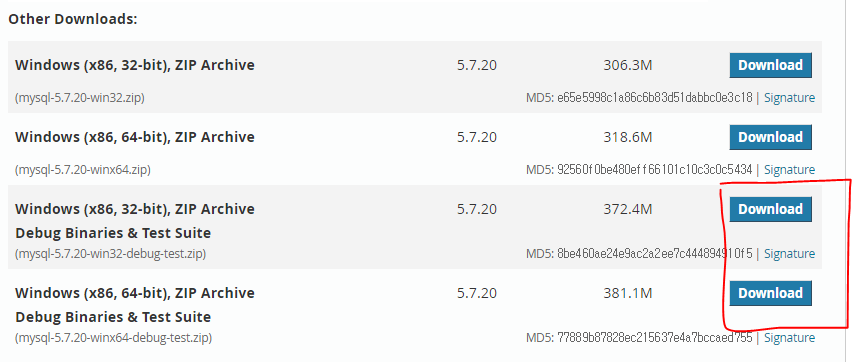 Other Downloads:
Windows (x86, 32-bit), ZIP Archive 5.7.20 306.3M Download
(mysql-5.7.20-win32.zip) MD5: e65e5998c1a86c6b83d51dabbc0e3c18 | Signature
Windows (x86, 64-bit), ZIP Archive 5.7.20 318.6M Download
(mysql-5.7.20-winx64.zip) MD5: 92560f0be480eff66101c10c3c0c5434 | Signature
Windows (x86, 32-bit), ZIP Archive 5.7.20 372.4M Download
Debug Binaries & Test Suite
(mysql-5.7.20-win32-debug-test.zip) MD5: 8be460ae24e9ac2a2ee7c444894910f5 | Signature
Windows (x86, 64-bit), ZIP Archive 5.7.20 381.1M Download
Debug Binaries & Test Suite
(mysql-5.7.20-winx64-debug-test.zip) MD5: 77889b87828ec215637e4a7bccaed755 | Signature